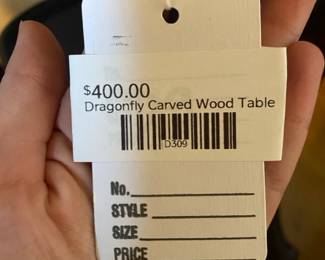 $400.00
Dragonfly Carved Wood Table
D309
No.
STYLE
SIZE
PRICE